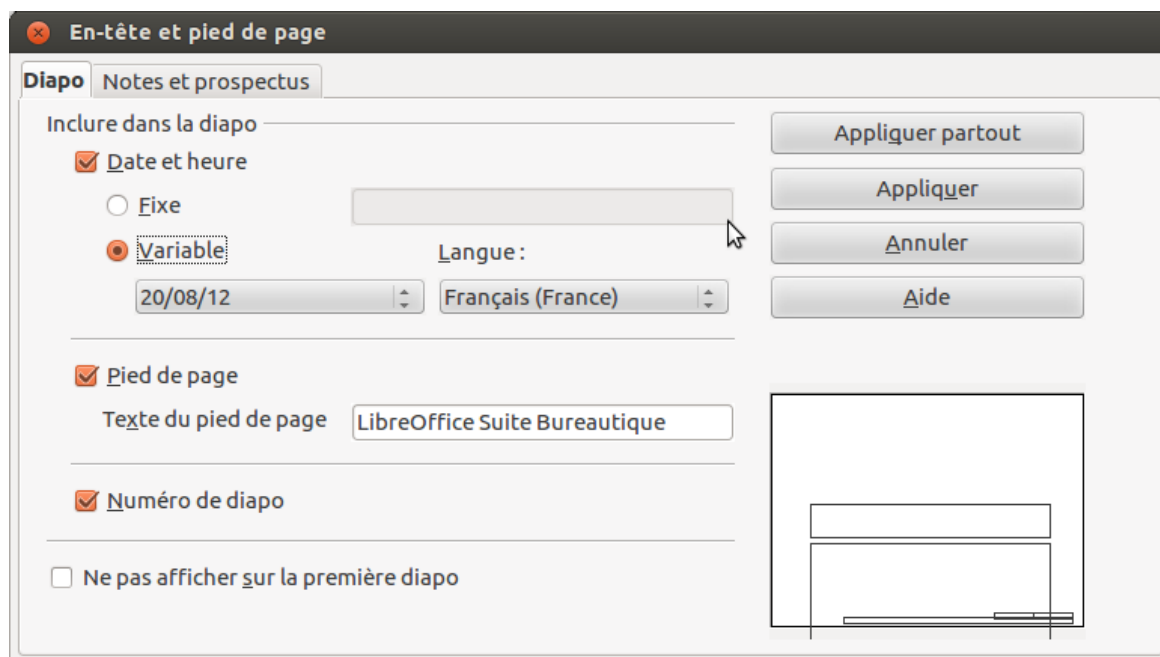 En-tête et pied de page
Diapo Notes et prospectus
Inclure dans la diapo
Date et heure
Fixe
Variable
Langue :
20/08/12
Français (France)
Pied de page
Texte du pied de page LibreOffice Suite Bureautique
Numéro de diapo
Ne pas afficher sur la première diapo
Appliquer partout
Appliquer
Annuler
Aide